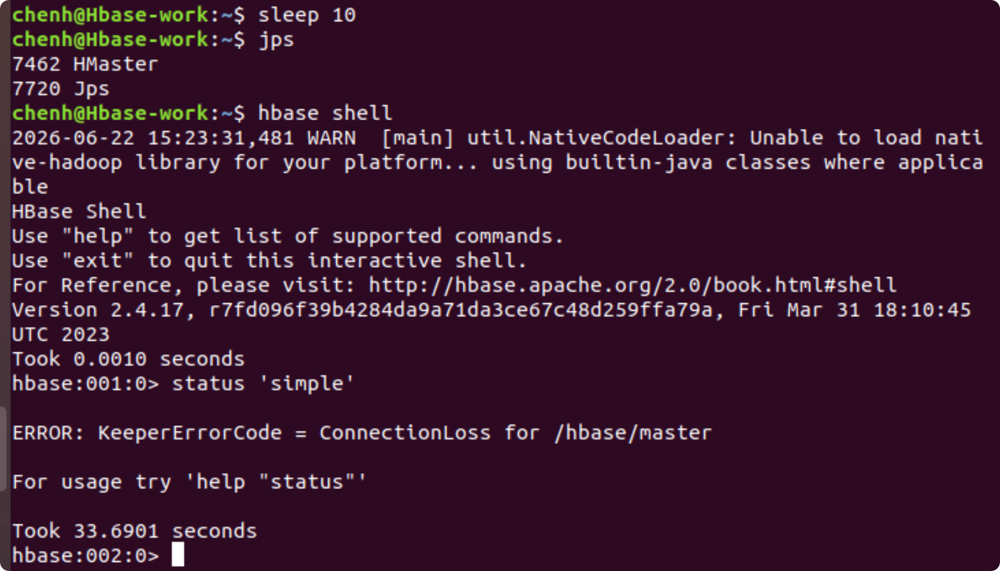 chenh@Hbase-work:~$ sleep 10
chenh@Hbase-work:~$ jps
7462 HMaster
7720 Jps
chenh@Hbase-work:~$ hbase shell
2026-06-22 15:23:31,481 WARN  [main] util.NativeCodeLoader: Unable to load nati
ve-hadoop library for your platform... using builtin-java classes where applica
ble
HBase Shell
Use "help" to get list of supported commands.
Use "exit" to quit this interactive shell.
For Reference, please visit: http://hbase.apache.org/2.0/book.html#shell
Version 2.4.17, r7fd096f39b4284da9a71da3ce67c48d259ffa79a, Fri Mar 31 18:10:45
UTC 2023
Took 0.0010 seconds
hbase:001:0> status 'simple'
ERROR: KeeperErrorCode = ConnectionLoss for /hbase/master
For usage try 'help "status"'
Took 33.6901 seconds
hbase:002:0>